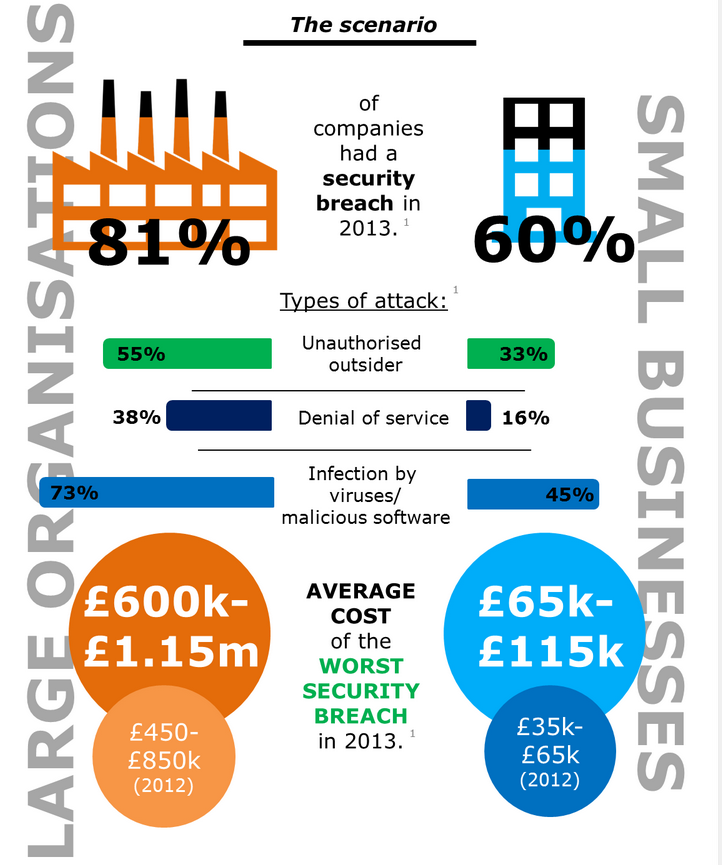 The scenario
LARGE ORGANISATIONS
SMALL BUSINESSES
81%
of
companies
had a
security
breach in
2013. 1
60%
Types of attack: 1
55%
Unauthorised
outsider
33%
38%
Denial of service
16%
73%
Infection by
viruses/
malicious software
45%
£600k-
£1.15m
£450-
£850k
(2012)
AVERAGE
COST
of the
WORST
SECURITY
BREACH
in 2013. 1
£65k-
£115k
£35k-
£65k
(2012)